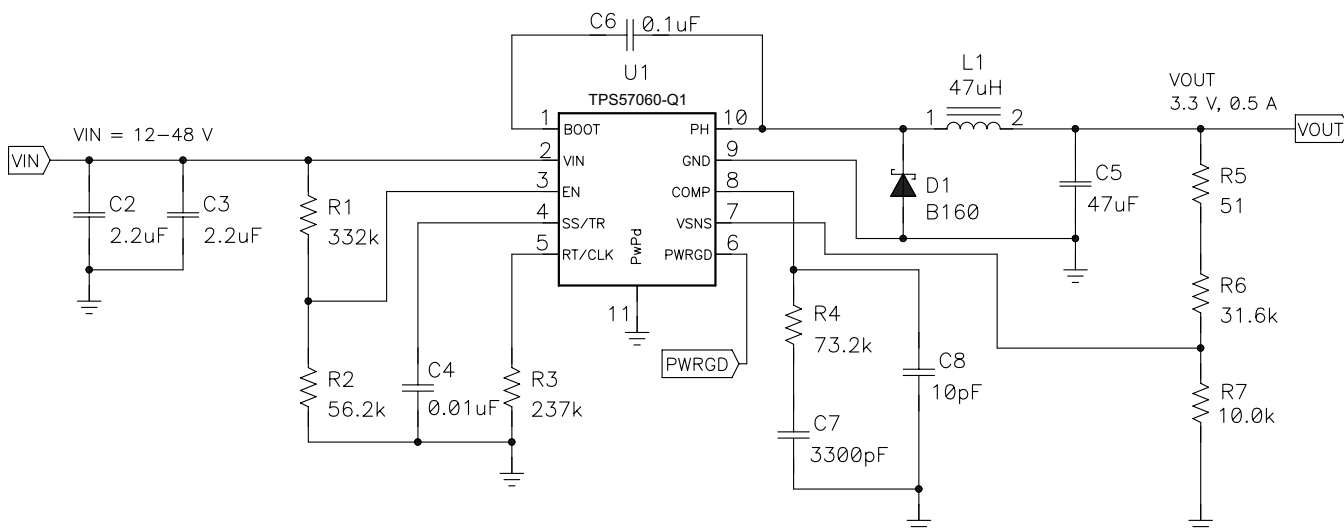 C6
0.1uF
U1
TPS57060-Q1
L1
47uH
VOUT
3.3 V, 0.5 A
VIN = 12-48 V
VIN
VOUT
1
BOOT
PH
10
1
2
2
VIN
GND
9
3
EN
COMP
8
4
SS/TR
VSNS
7
5
RT/CLK
PwPd
PWRGD
6
11
C2
2.2uF
C3
2.2uF
R1
332k
D1
B160
C5
47uF
R5
51
R6
31.6k
R4
73.2k
PWRGD
C8
10pF
R2
56.2k
C4
0.01uF
R3
237k
R7
10.0k
C7
3300pF